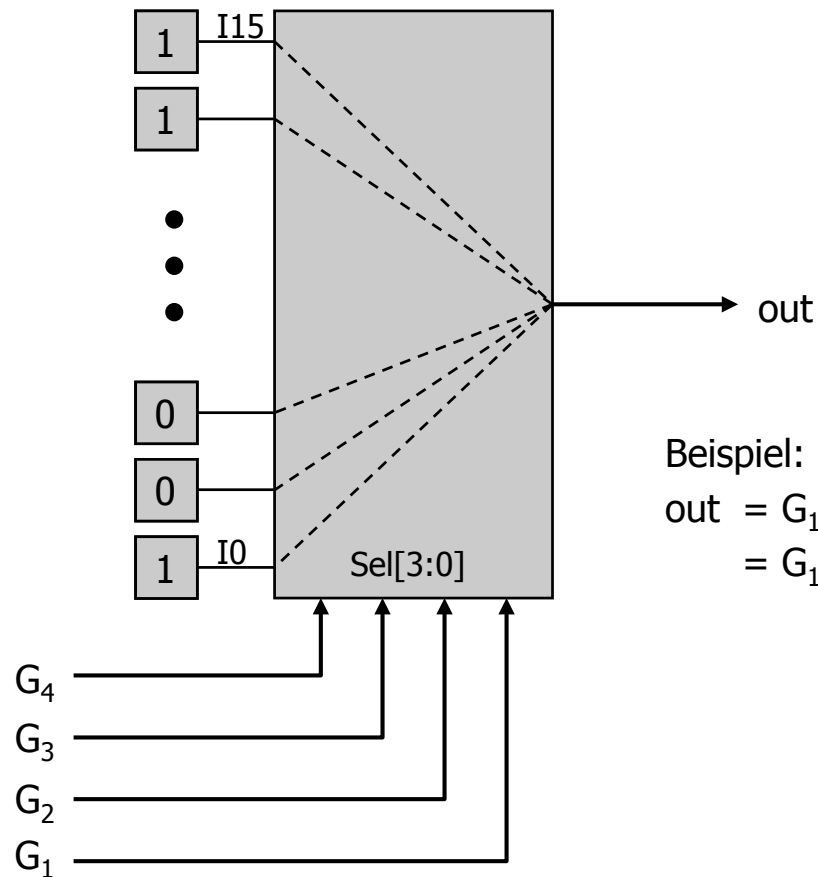 1 I15
1
out
0
Beispiel:
0
out = G₁
= G₁
1 I0
Sel[3:0]
G₄
G₃
G₂
G₁